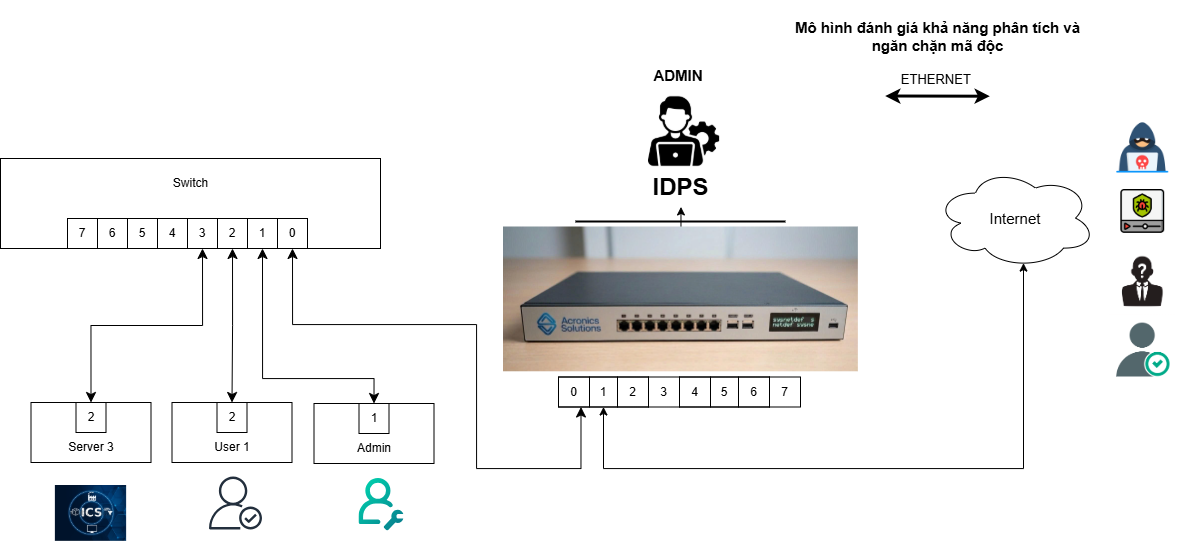 Mô hình đánh giá khả năng phân tích và
ngăn chặn mã độc
ADMIN
ETHERNET
IDPS
Switch
7 6 5 4 3 2 1 0
Internet
Acronics
Solutions
0 1 2 3 4 5 6 7
2
Server 3
2
User 1
1
Admin
ICS